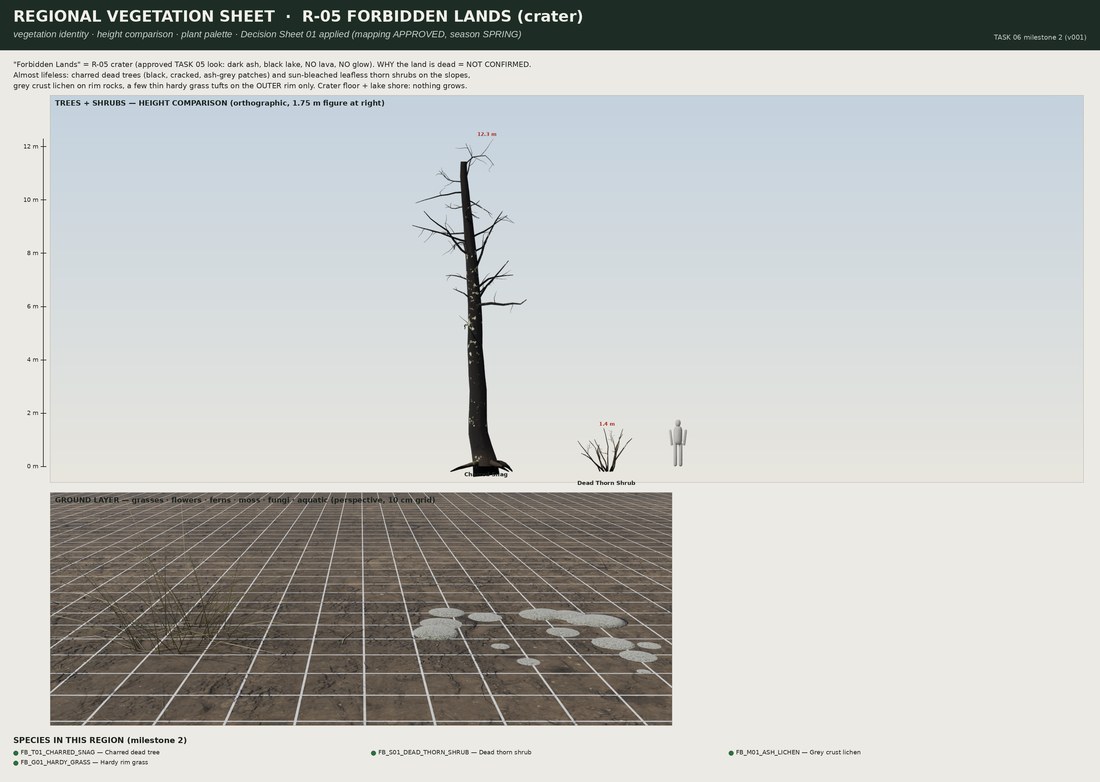 REGIONAL VEGETATION SHEET · R-05 FORBIDDEN LANDS (crater)
vegetation identity · height comparison · plant palette · Decision Sheet 01 applied (mapping APPROVED, season SPRING)
TASK 06 milestone 2 (v001)
"Forbidden Lands" = R-05 crater (approved TASK 05 look: dark ash, black lake, NO lava, NO glow). WHY the land is dead = NOT CONFIRMED.
Almost lifeless: charred dead trees (black, cracked, ash-grey patches) and sun-bleached leafless thorn shrubs on the slopes,
grey crust lichen on rim rocks, a few thin hardy grass tufts on the OUTER rim only. Crater floor + lake shore: nothing grows.
TREES + SHRUBS — HEIGHT COMPARISON (orthographic, 1.75 m figure at right)
12.3 m
12 m
10 m
8 m
6 m
4 m
2 m
1.4 m
0 m
Charred Snag
Dead Thorn Shrub
GROUND LAYER — grasses · flowers · ferns · moss · fungi · aquatic (perspective, 10 cm grid)
SPECIES IN THIS REGION (milestone 2)
FB_T01_CHARRED_SNAG — Charred dead tree
FB_S01_DEAD_THORN_SHRUB — Dead thorn shrub
FB_M01_ASH_LICHEN — Grey crust lichen
FB_G01_HARDY_GRASS — Hardy rim grass